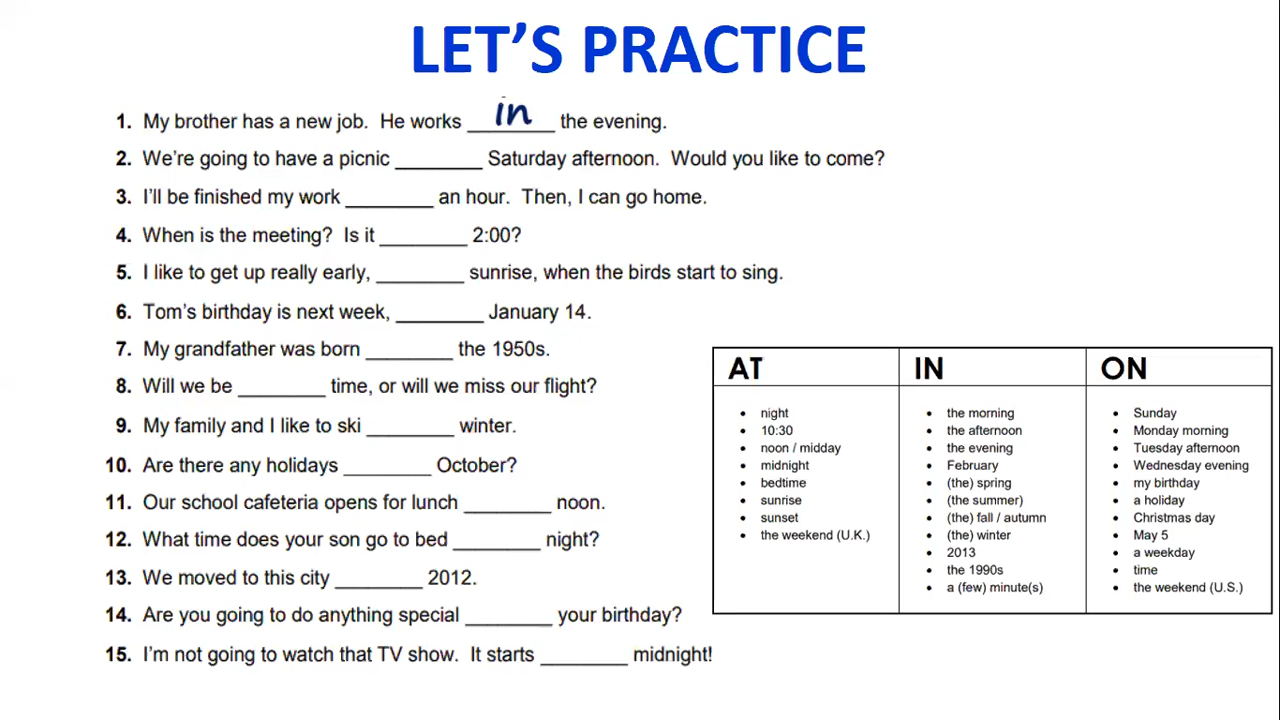 LET'S PRACTICE
1. My brother has a new job. He works in the evening.
2. We're going to have a picnic ________ Saturday afternoon. Would you like to come?
3. I'll be finished my work ________ an hour. Then, I can go home.
4. When is the meeting? Is it ________ 2:00?
5. I like to get up really early, ________ sunrise, when the birds start to sing.
6. Tom's birthday is next week, ________ January 14.
7. My grandfather was born ________ the 1950s.
8. Will we be ________ time, or will we miss our flight?
9. My family and I like to ski ________ winter.
10. Are there any holidays ________ October?
11. Our school cafeteria opens for lunch ________ noon.
12. What time does your son go to bed ________ night?
13. We moved to this city ________ 2012.
14. Are you going to do anything special ________ your birthday?
15. I'm not going to watch that TV show. It starts ________ midnight!
AT
• night
• 10:30
• noon / midday
• midnight
• bedtime
• sunrise
• sunset
• the weekend (U.K.)
IN
• the morning
• the afternoon
• the evening
• February
• (the) spring
• (the summer)
• (the) fall / autumn
• (the) winter
• 2013
• the 1990s
• a (few) minute(s)
ON
• Sunday
• Monday morning
• Tuesday afternoon
• Wednesday evening
• my birthday
• a holiday
• Christmas day
• May 5
• a weekday
• time
• the weekend (U.S.)